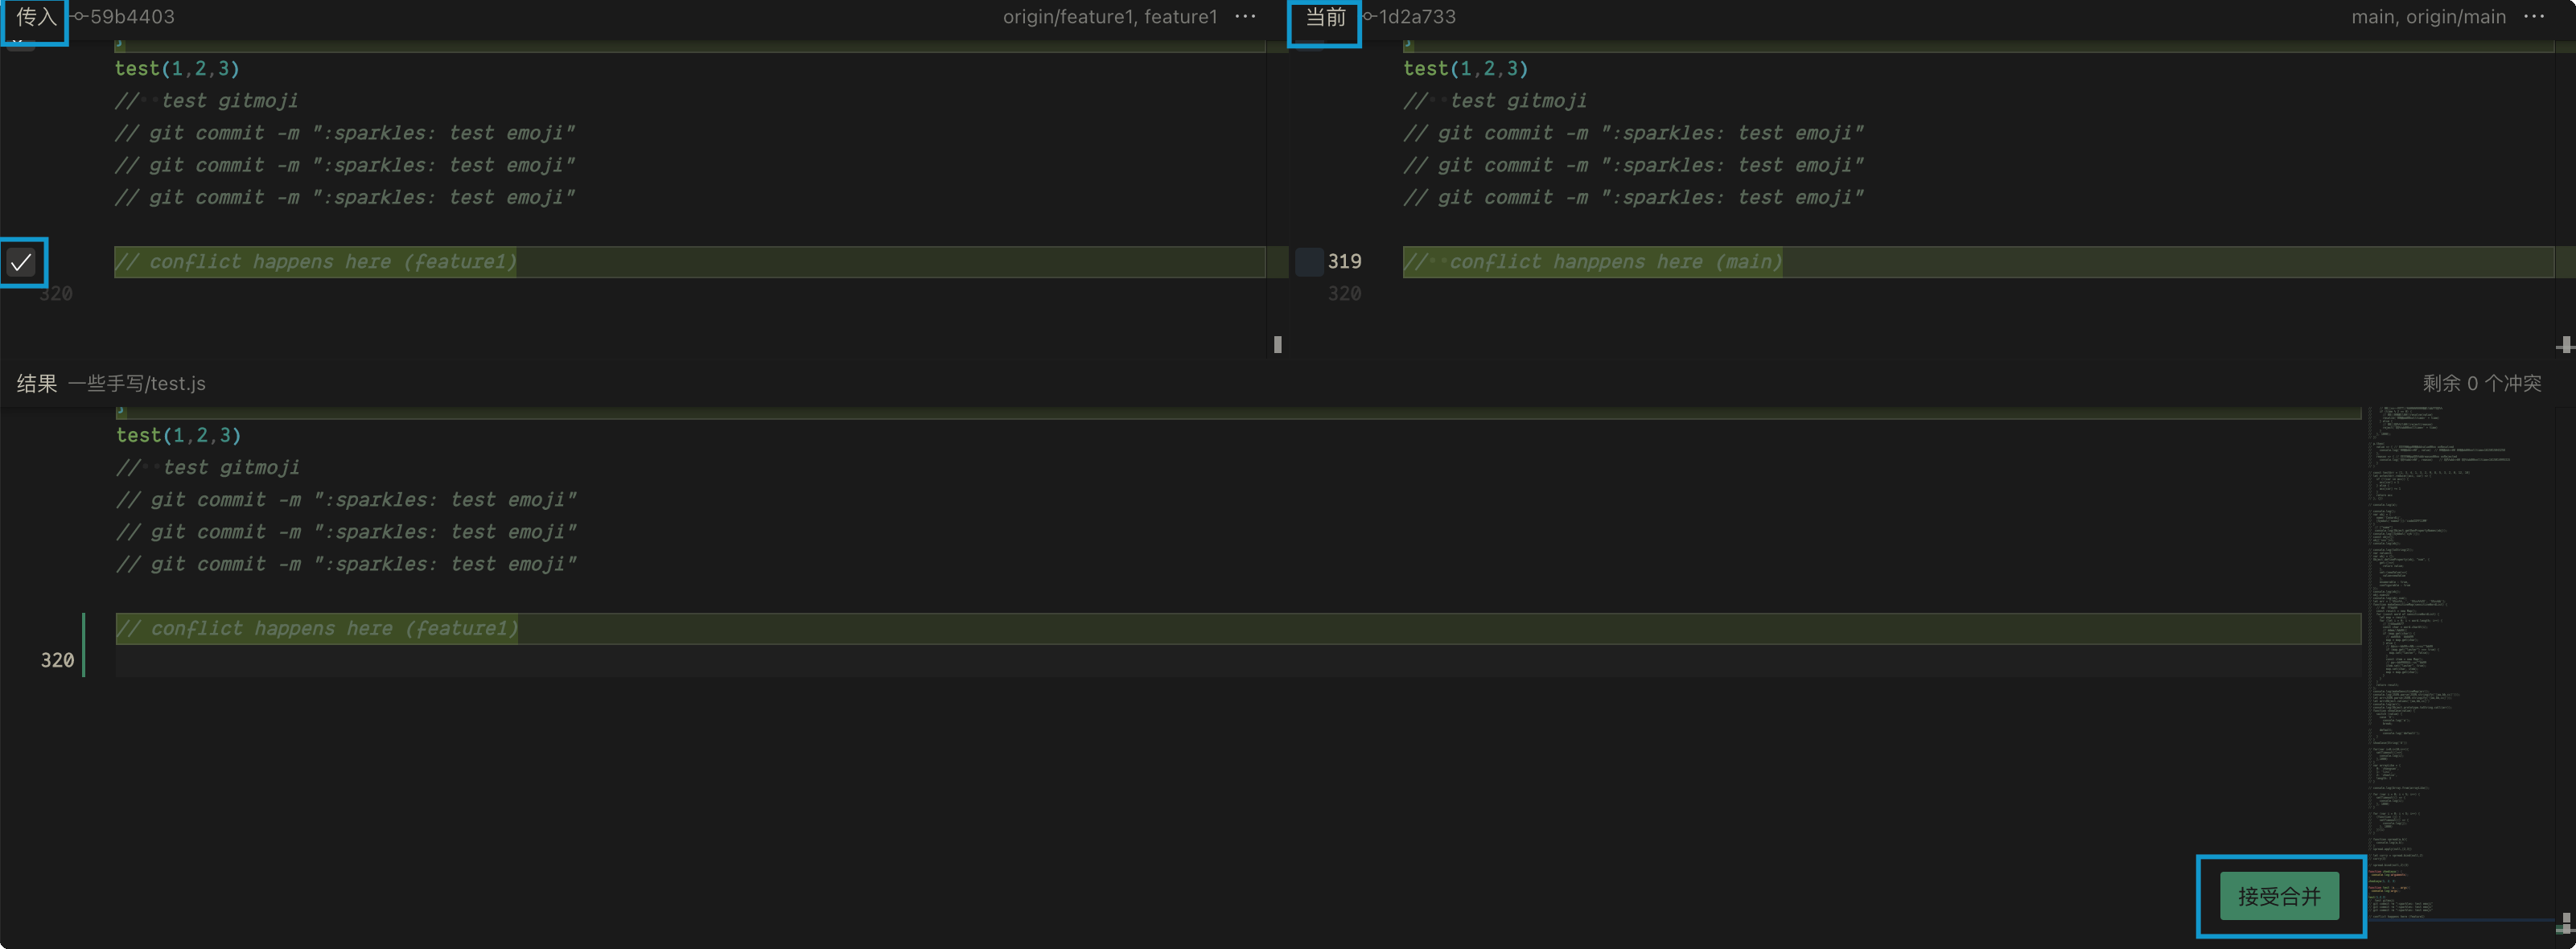 传入 59b4403 origin/feature1, feature1 ···
test(1,2,3)
// test gitmoji
// git commit -m ":sparkles: test emoji"
// git commit -m ":sparkles: test emoji"
// git commit -m ":sparkles: test emoji"
// conflict happens here (feature1)
320
当前 1d2a733 main, origin/main ···
test(1,2,3)
// test gitmoji
// git commit -m ":sparkles: test emoji"
// git commit -m ":sparkles: test emoji"
// git commit -m ":sparkles: test emoji"
319 // conflict hanppens here (main)
320
结果 一些手写/test.js 剩余 0 个冲突
test(1,2,3)
// test gitmoji
// git commit -m ":sparkles: test emoji"
// git commit -m ":sparkles: test emoji"
// git commit -m ":sparkles: test emoji"
// conflict happens here (feature1)
320
接受合并